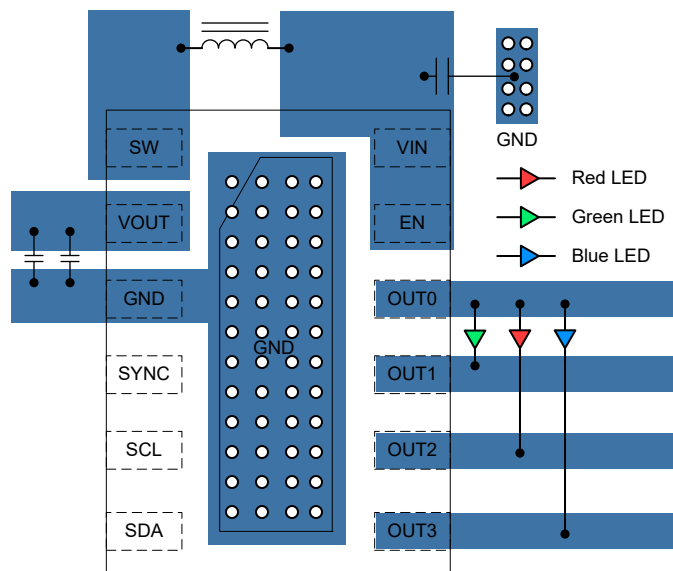 SW
VIN
GND
VOUT
EN
Red LED
Green LED
Blue LED
GND
OUT0
GND
SYNC
OUT1
SCL
OUT2
SDA
OUT3